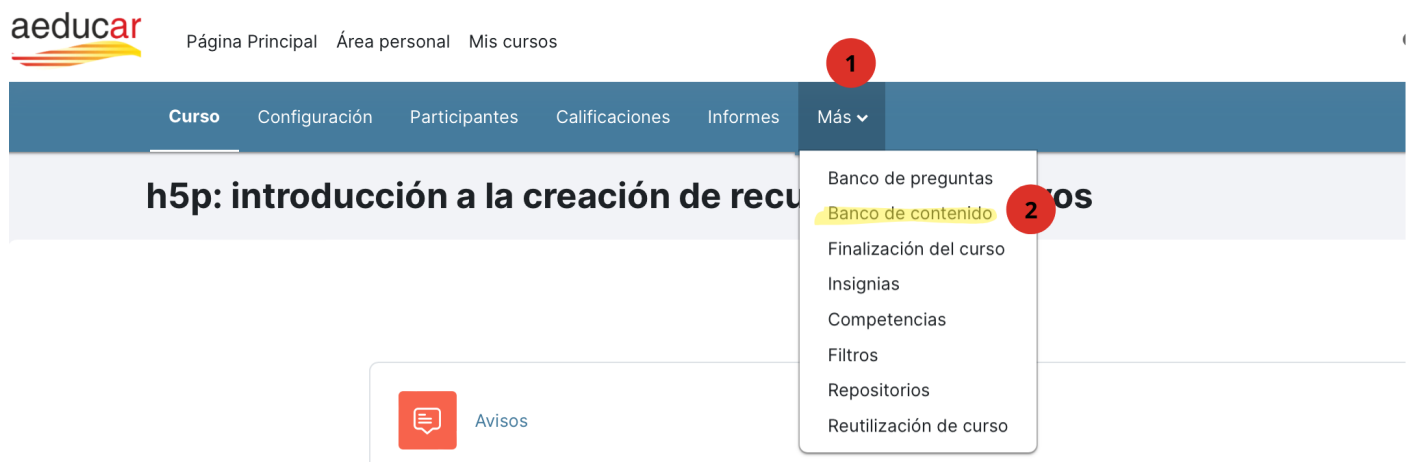 aeducar
Página Principal Área personal Mis cursos
1
Curso Configuración Participantes Calificaciones Informes Más
h5p: introducción a la creación de recu os
Banco de preguntas
Banco de contenido 2
Finalización del curso
Insignias
Competencias
Filtros
Repositorios
Reutilización de curso
Avisos